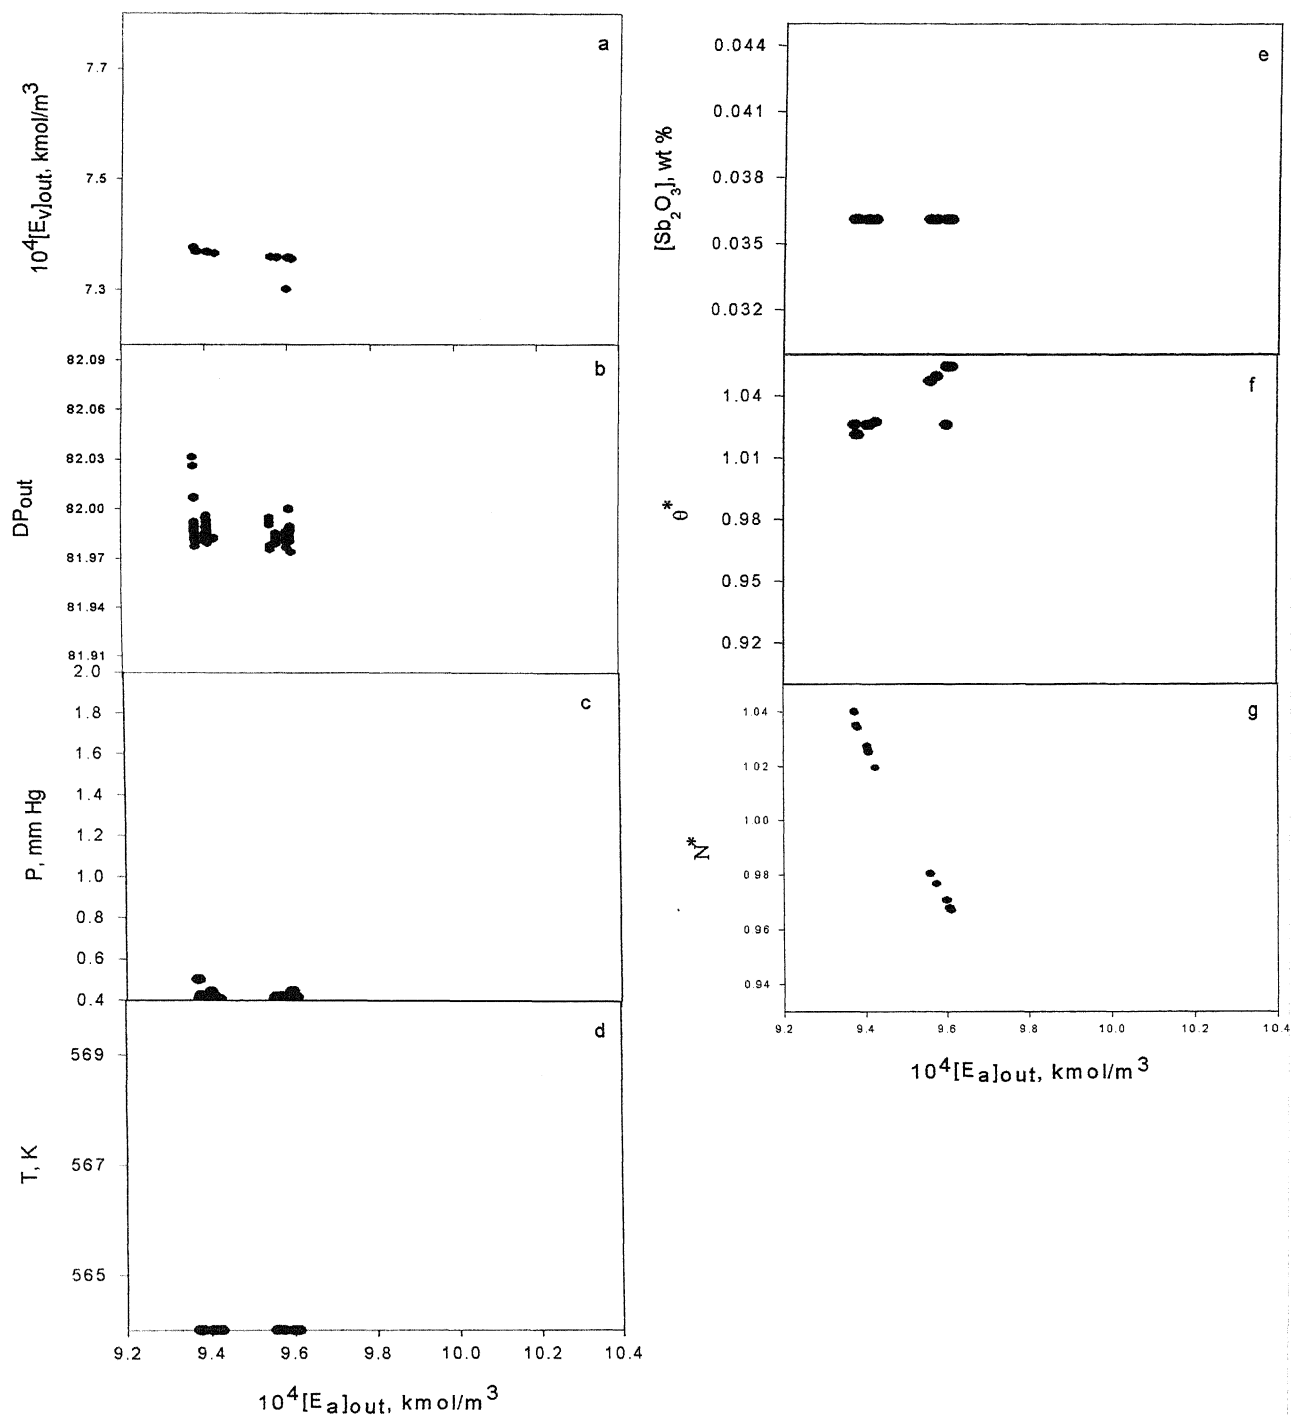 a
7.7
7.5
7.3
10^4[Ev]out, kmol/m^3
b
82.09
82.06
82.03
82.00
81.97
81.94
81.91
DPout
c
2.0
1.8
1.6
1.4
1.2
1.0
0.8
0.6
0.4
P, mm Hg
d
569
567
565
T, K
9.2 9.4 9.6 9.8 10.0 10.2 10.4
10^4[Ea]out, kmol/m^3
e
0.044
0.041
0.038
0.035
0.032
[Sb2O3], wt %
f
1.04
1.01
0.98
0.95
0.92
θ*
g
1.04
1.02
1.00
0.98
0.96
0.94
N*
9.2 9.4 9.6 9.8 10.0 10.2 10.4
10^4[Ea]out, kmol/m^3